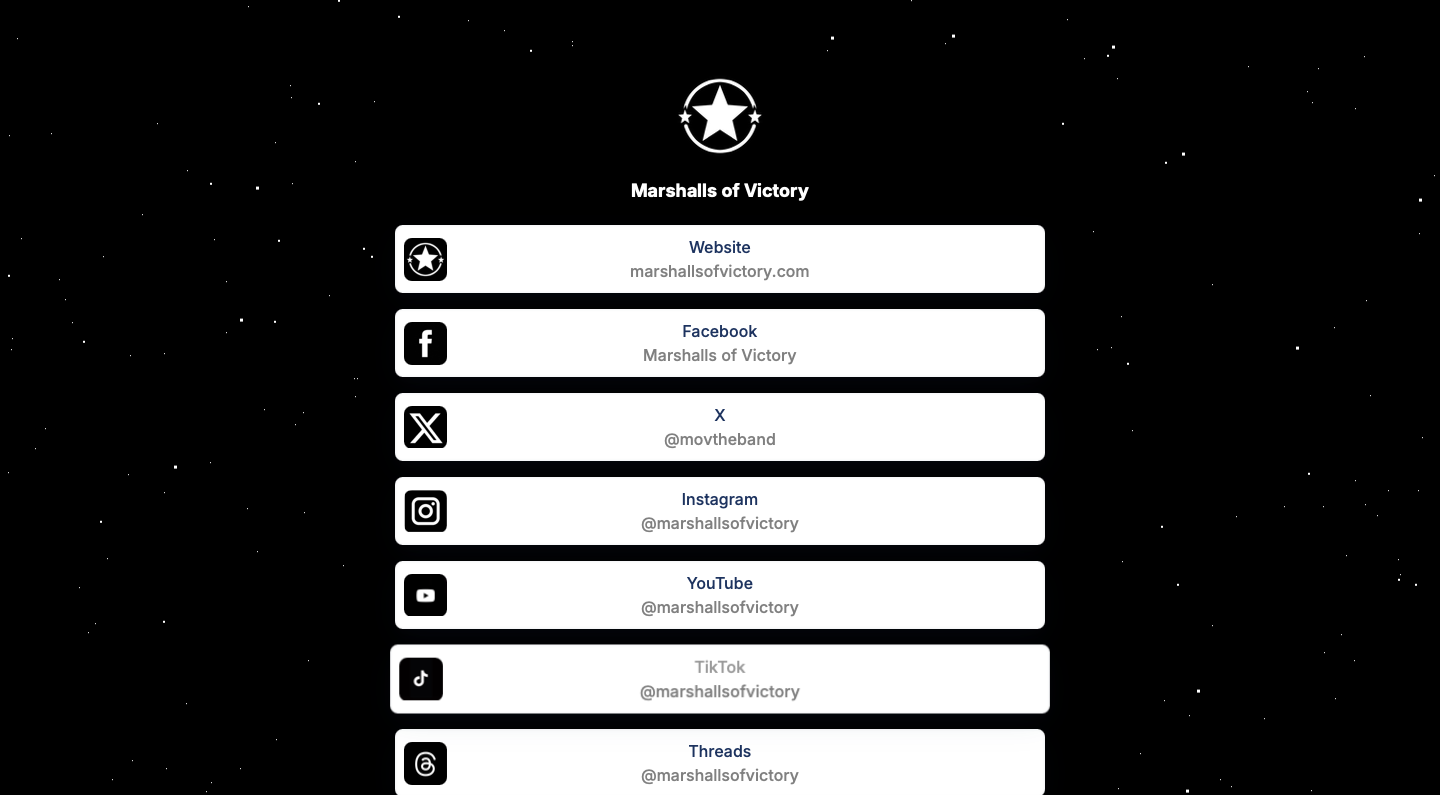 Marshalls of Victory
Website
marshallsofvictory.com
Facebook
Marshalls of Victory
X
@movtheband
Instagram
@marshallsofvictory
YouTube
@marshallsofvictory
TikTok
@marshallsofvictory
Threads
@marshallsofvictory